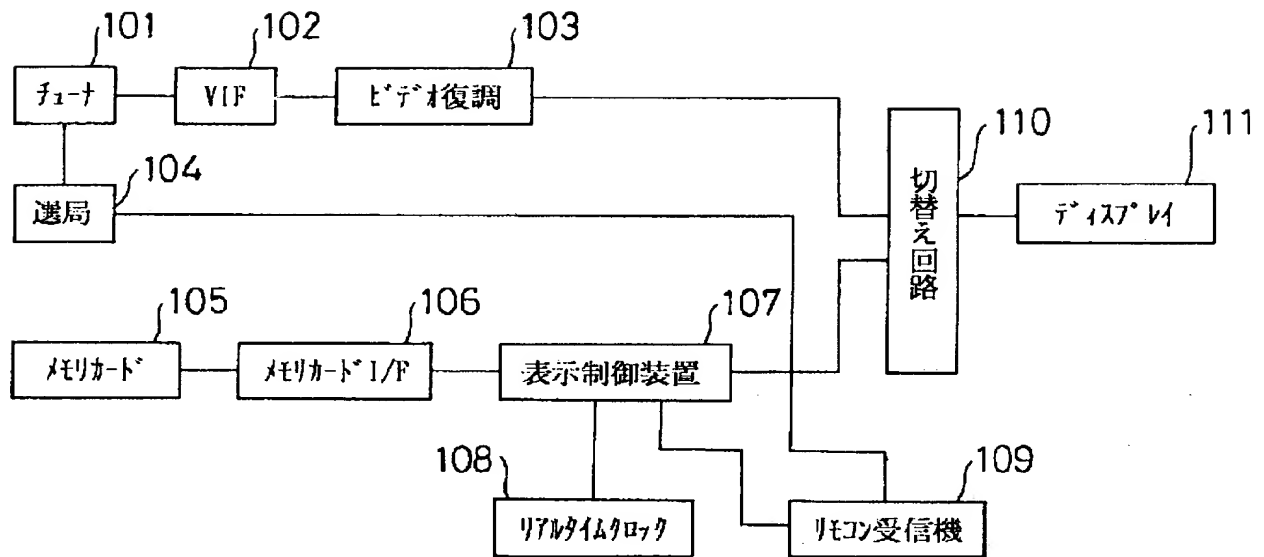 101
102
103
ﾁｭｰﾅ
VIF
ﾋﾞﾃﾞｵ復調
104
110
111
選局
切替え回路
ﾃﾞｨｽﾌﾟﾚｲ
105
106
107
ﾒﾓﾘｶｰﾄﾞ
ﾒﾓﾘｶｰﾄﾞI/F
表示制御装置
108
109
ﾘｱﾙﾀｲﾑｸﾛｯｸ
ﾘﾓｺﾝ受信機